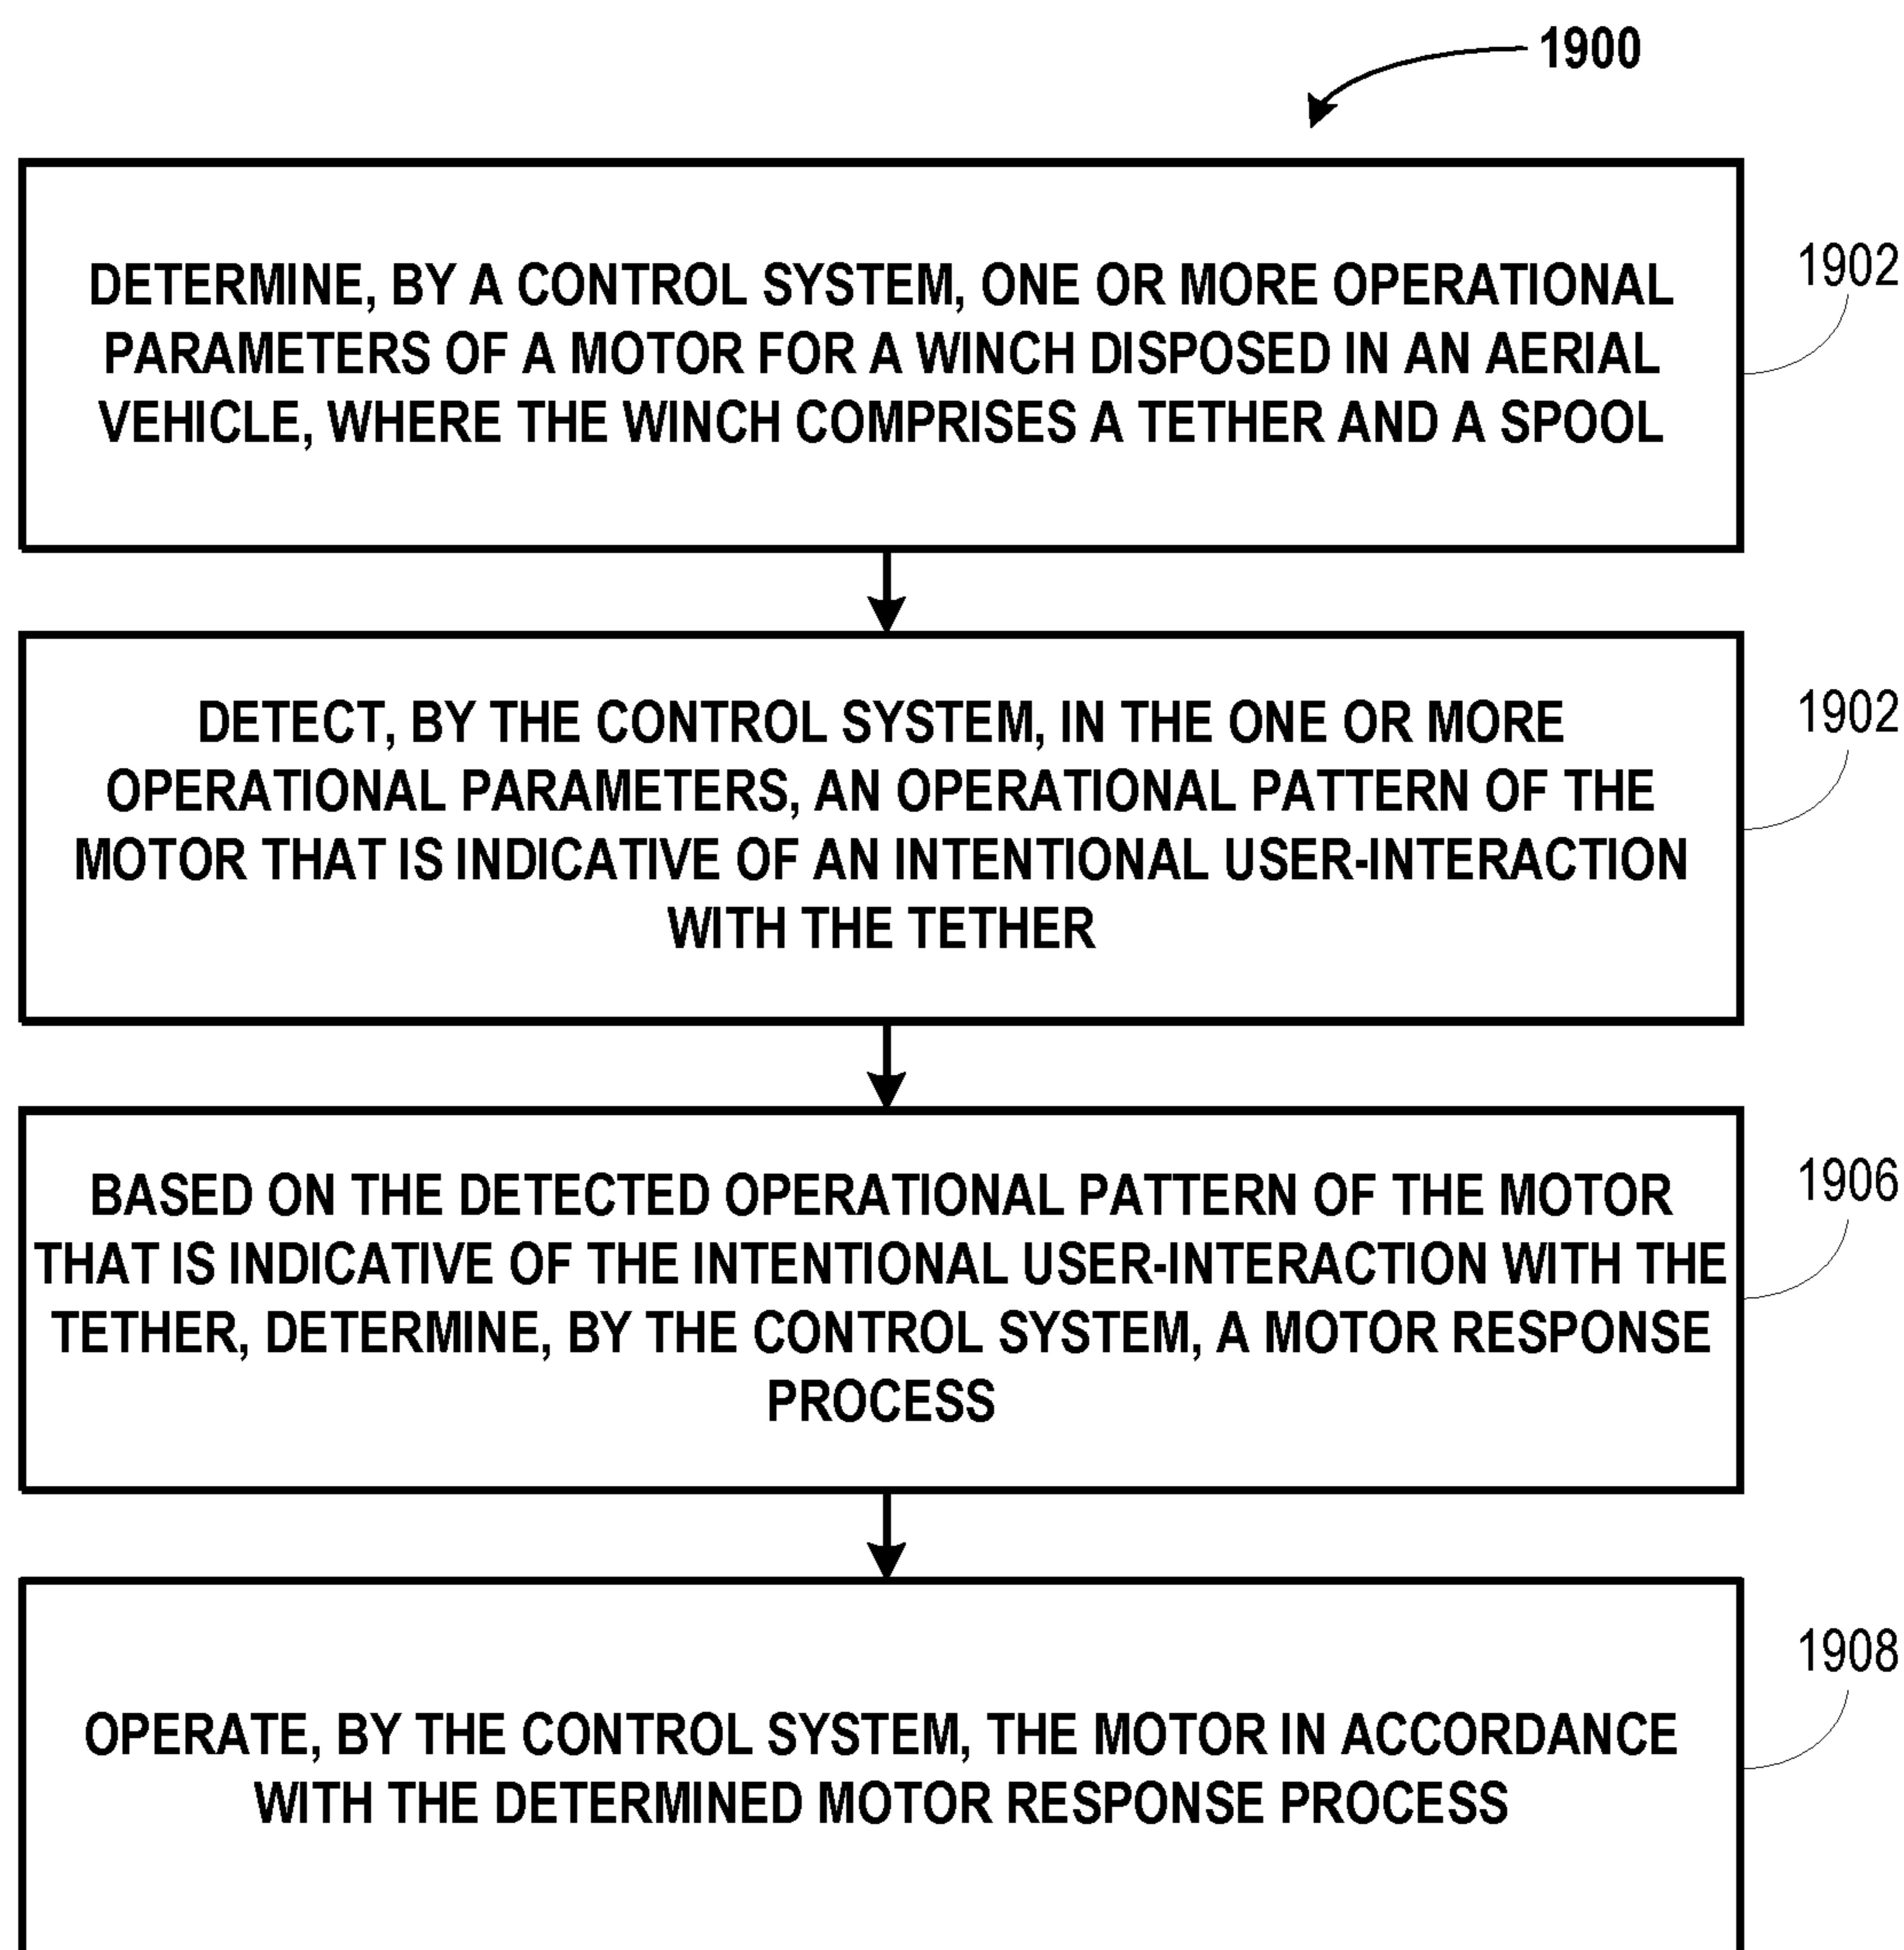 1900
DETERMINE, BY A CONTROL SYSTEM, ONE OR MORE OPERATIONAL
PARAMETERS OF A MOTOR FOR A WINCH DISPOSED IN AN AERIAL
VEHICLE, WHERE THE WINCH COMPRISES A TETHER AND A SPOOL
1902
DETECT, BY THE CONTROL SYSTEM, IN THE ONE OR MORE
OPERATIONAL PARAMETERS, AN OPERATIONAL PATTERN OF THE
MOTOR THAT IS INDICATIVE OF AN INTENTIONAL USER-INTERACTION
WITH THE TETHER
1902
BASED ON THE DETECTED OPERATIONAL PATTERN OF THE MOTOR
THAT IS INDICATIVE OF THE INTENTIONAL USER-INTERACTION WITH THE
TETHER, DETERMINE, BY THE CONTROL SYSTEM, A MOTOR RESPONSE
PROCESS
1906
OPERATE, BY THE CONTROL SYSTEM, THE MOTOR IN ACCORDANCE
WITH THE DETERMINED MOTOR RESPONSE PROCESS
1908